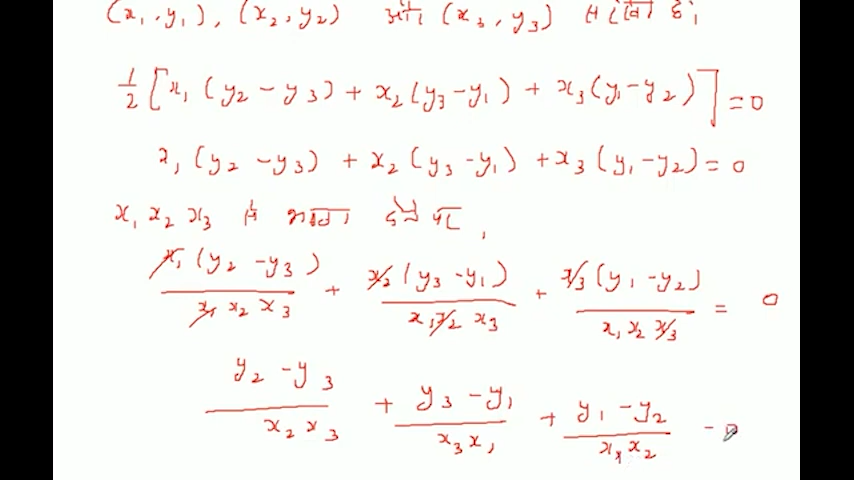 (x₁, y₁), (x₂, y₂) और (x₃, y₃) संरेख हैं।
1/2 [x₁ (y₂ - y₃) + x₂ (y₃ - y₁) + x₃ (y₁ - y₂)] = 0
x₁ (y₂ - y₃) + x₂ (y₃ - y₁) + x₃ (y₁ - y₂) = 0
x₁ x₂ x₃ से भाग देने पर,
x₁ (y₂ - y₃) / x₁ x₂ x₃ + x₂ (y₃ - y₁) / x₁ x₂ x₃ + x₃ (y₁ - y₂) / x₁ x₂ x₃ = 0
y₂ - y₃ / x₂ x₃ + y₃ - y₁ / x₃ x₁ + y₁ - y₂ / x₁ x₂ = 0